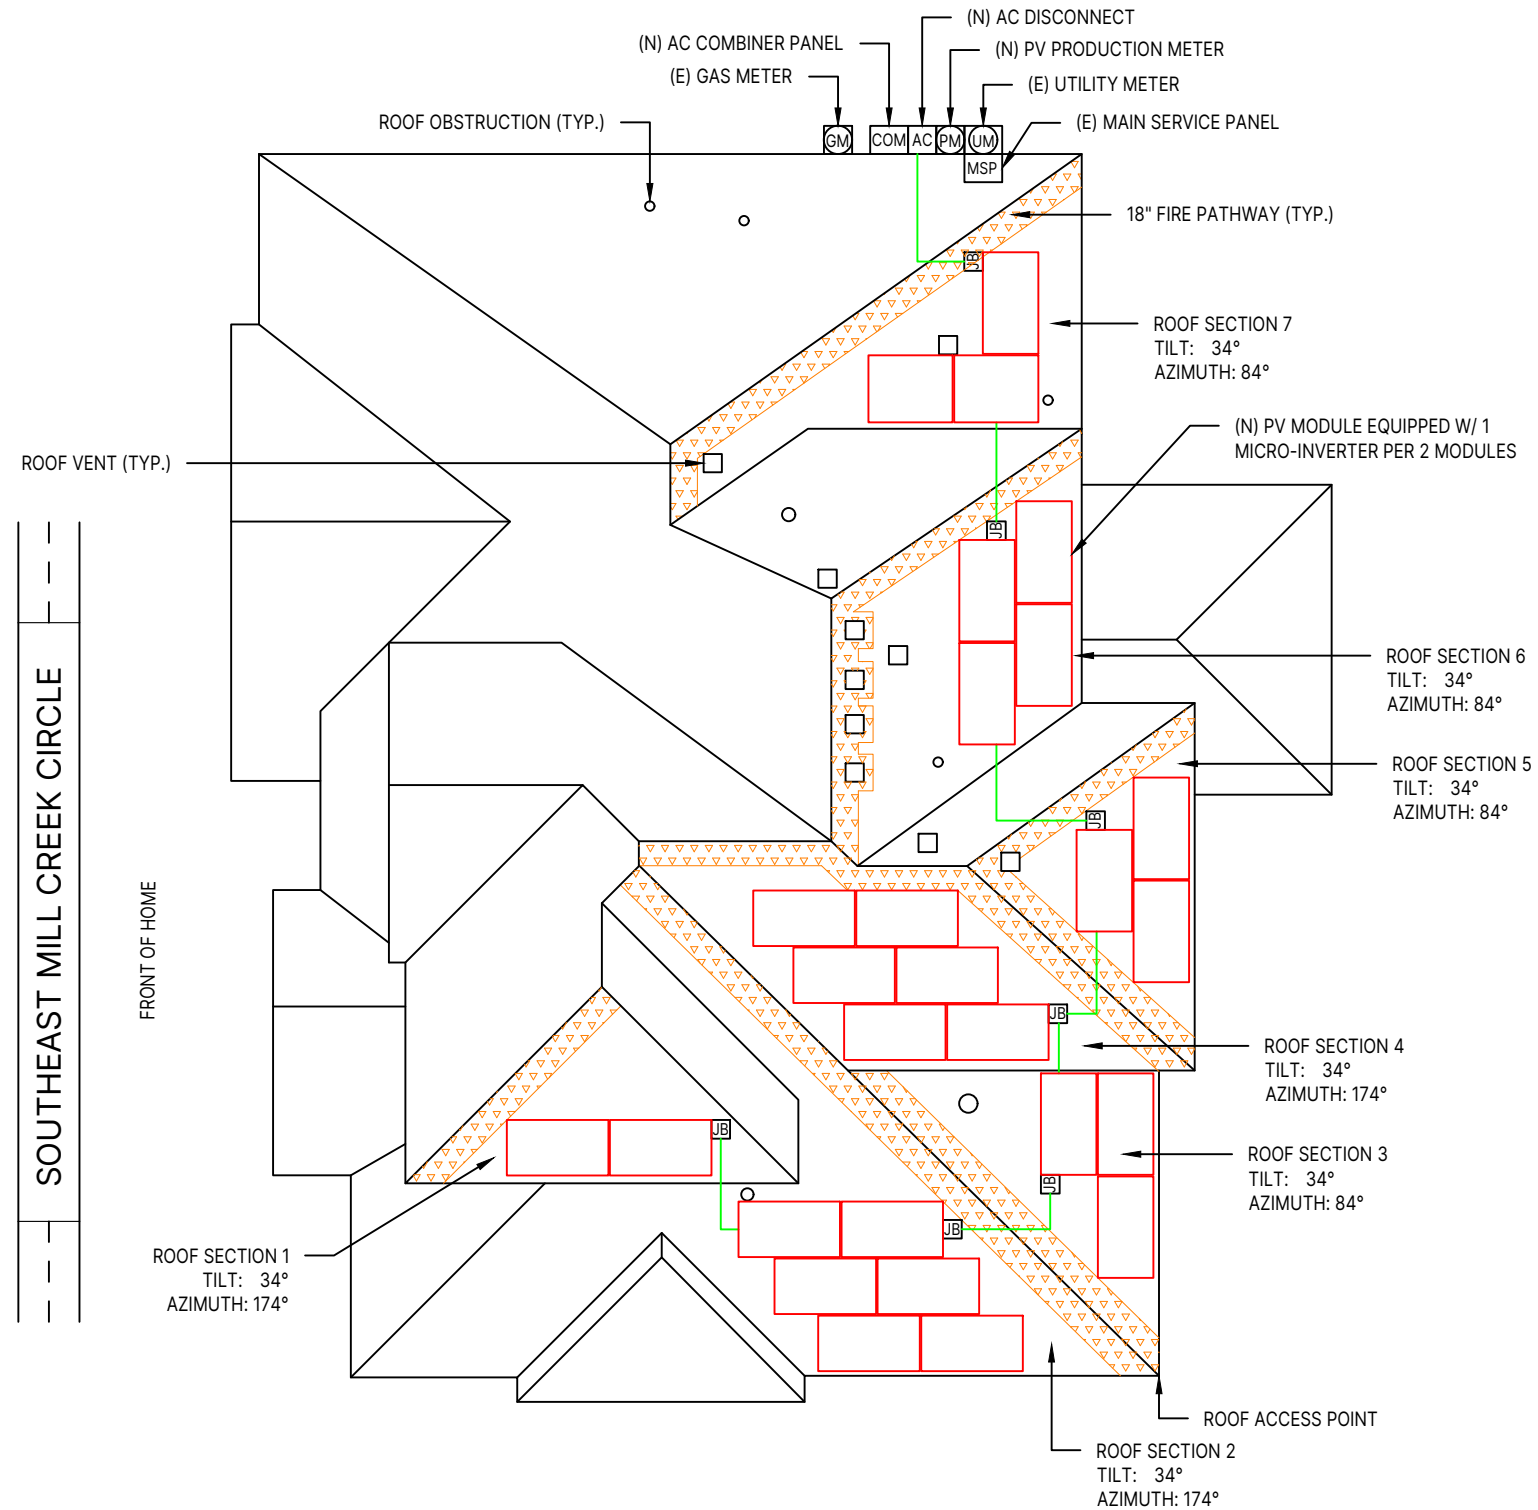 (N) AC DISCONNECT
(N) AC COMBINER PANEL
(N) PV PRODUCTION METER
(E) GAS METER
(E) UTILITY METER
ROOF OBSTRUCTION (TYP.)
(E) MAIN SERVICE PANEL
GM
COM
AC
PM
UM
MSP
18" FIRE PATHWAY (TYP.)
JB
ROOF SECTION 7
TILT: 34°
AZIMUTH: 84°
(N) PV MODULE EQUIPPED W/ 1
MICRO-INVERTER PER 2 MODULES
ROOF VENT (TYP.)
JB
ROOF SECTION 6
TILT: 34°
AZIMUTH: 84°
ROOF SECTION 5
TILT: 34°
AZIMUTH: 84°
JB
SOUTHEAST MILL CREEK CIRCLE
FRONT OF HOME
JB
ROOF SECTION 4
TILT: 34°
AZIMUTH: 174°
JB
ROOF SECTION 3
TILT: 34°
AZIMUTH: 84°
JB
JB
ROOF SECTION 1
TILT: 34°
AZIMUTH: 174°
ROOF ACCESS POINT
ROOF SECTION 2
TILT: 34°
AZIMUTH: 174°